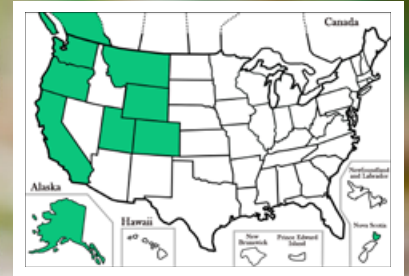 Canada
Alaska
Hawaii
New
Brunswick
Prince Edward
Island
Newfoundland
and Labrador
Nova Scotia